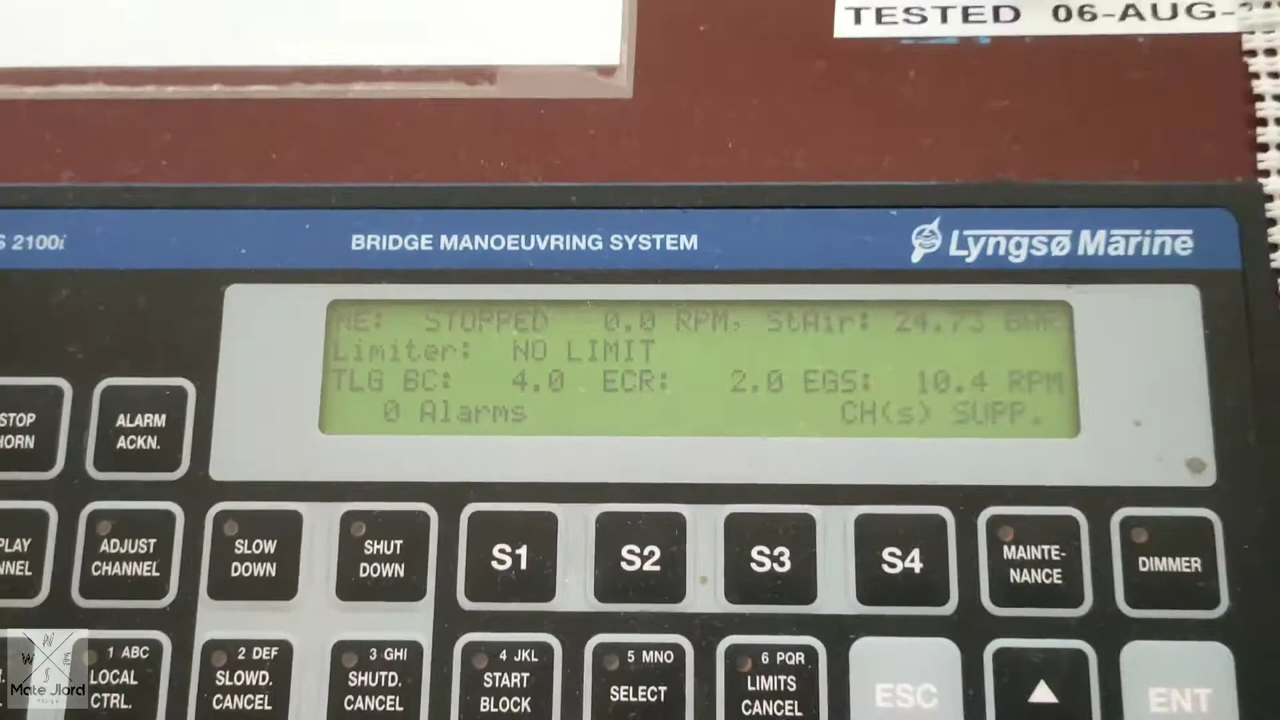 TESTED 06-AUG-
S 2100i
BRIDGE MANOEUVRING SYSTEM
Lyngsø Marine
ME: STOPPED 0.0 RPM, StAir: 24.73 BAR
Limiter: NO LIMIT
TLG BC: 4.0 ECR: 2.0 EGS: 10.4 RPM
0 Alarms CH(s) SUPP.
STOP
HORN
ALARM
ACKN.
ADJUST
CHANNEL
SLOW
DOWN
SHUT
DOWN
S1
S2
S3
S4
MAINTE-
NANCE
DIMMER
1 ABC
LOCAL
CTRL.
2 DEF
SLOWD.
CANCEL
3 GHI
SHUTD.
CANCEL
4 JKL
START
BLOCK
5 MNO
SELECT
6 PQR
LIMITS
CANCEL
ESC
ENT
Mate Jlord